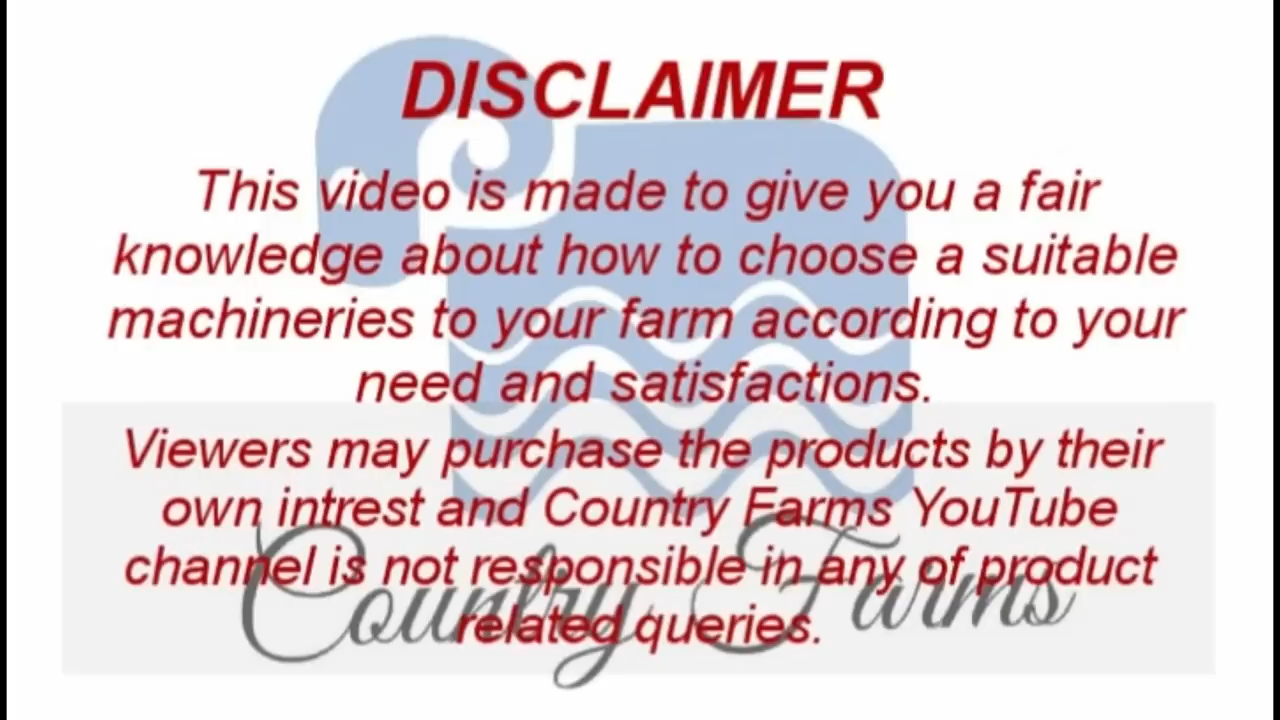 DISCLAIMER
This video is made to give you a fair
knowledge about how to choose a suitable
machineries to your farm according to your
need and satisfactions.
Viewers may purchase the products by their
own intrest and Country Farms YouTube
channel is not responsible in any of product
related queries.
Country Farms